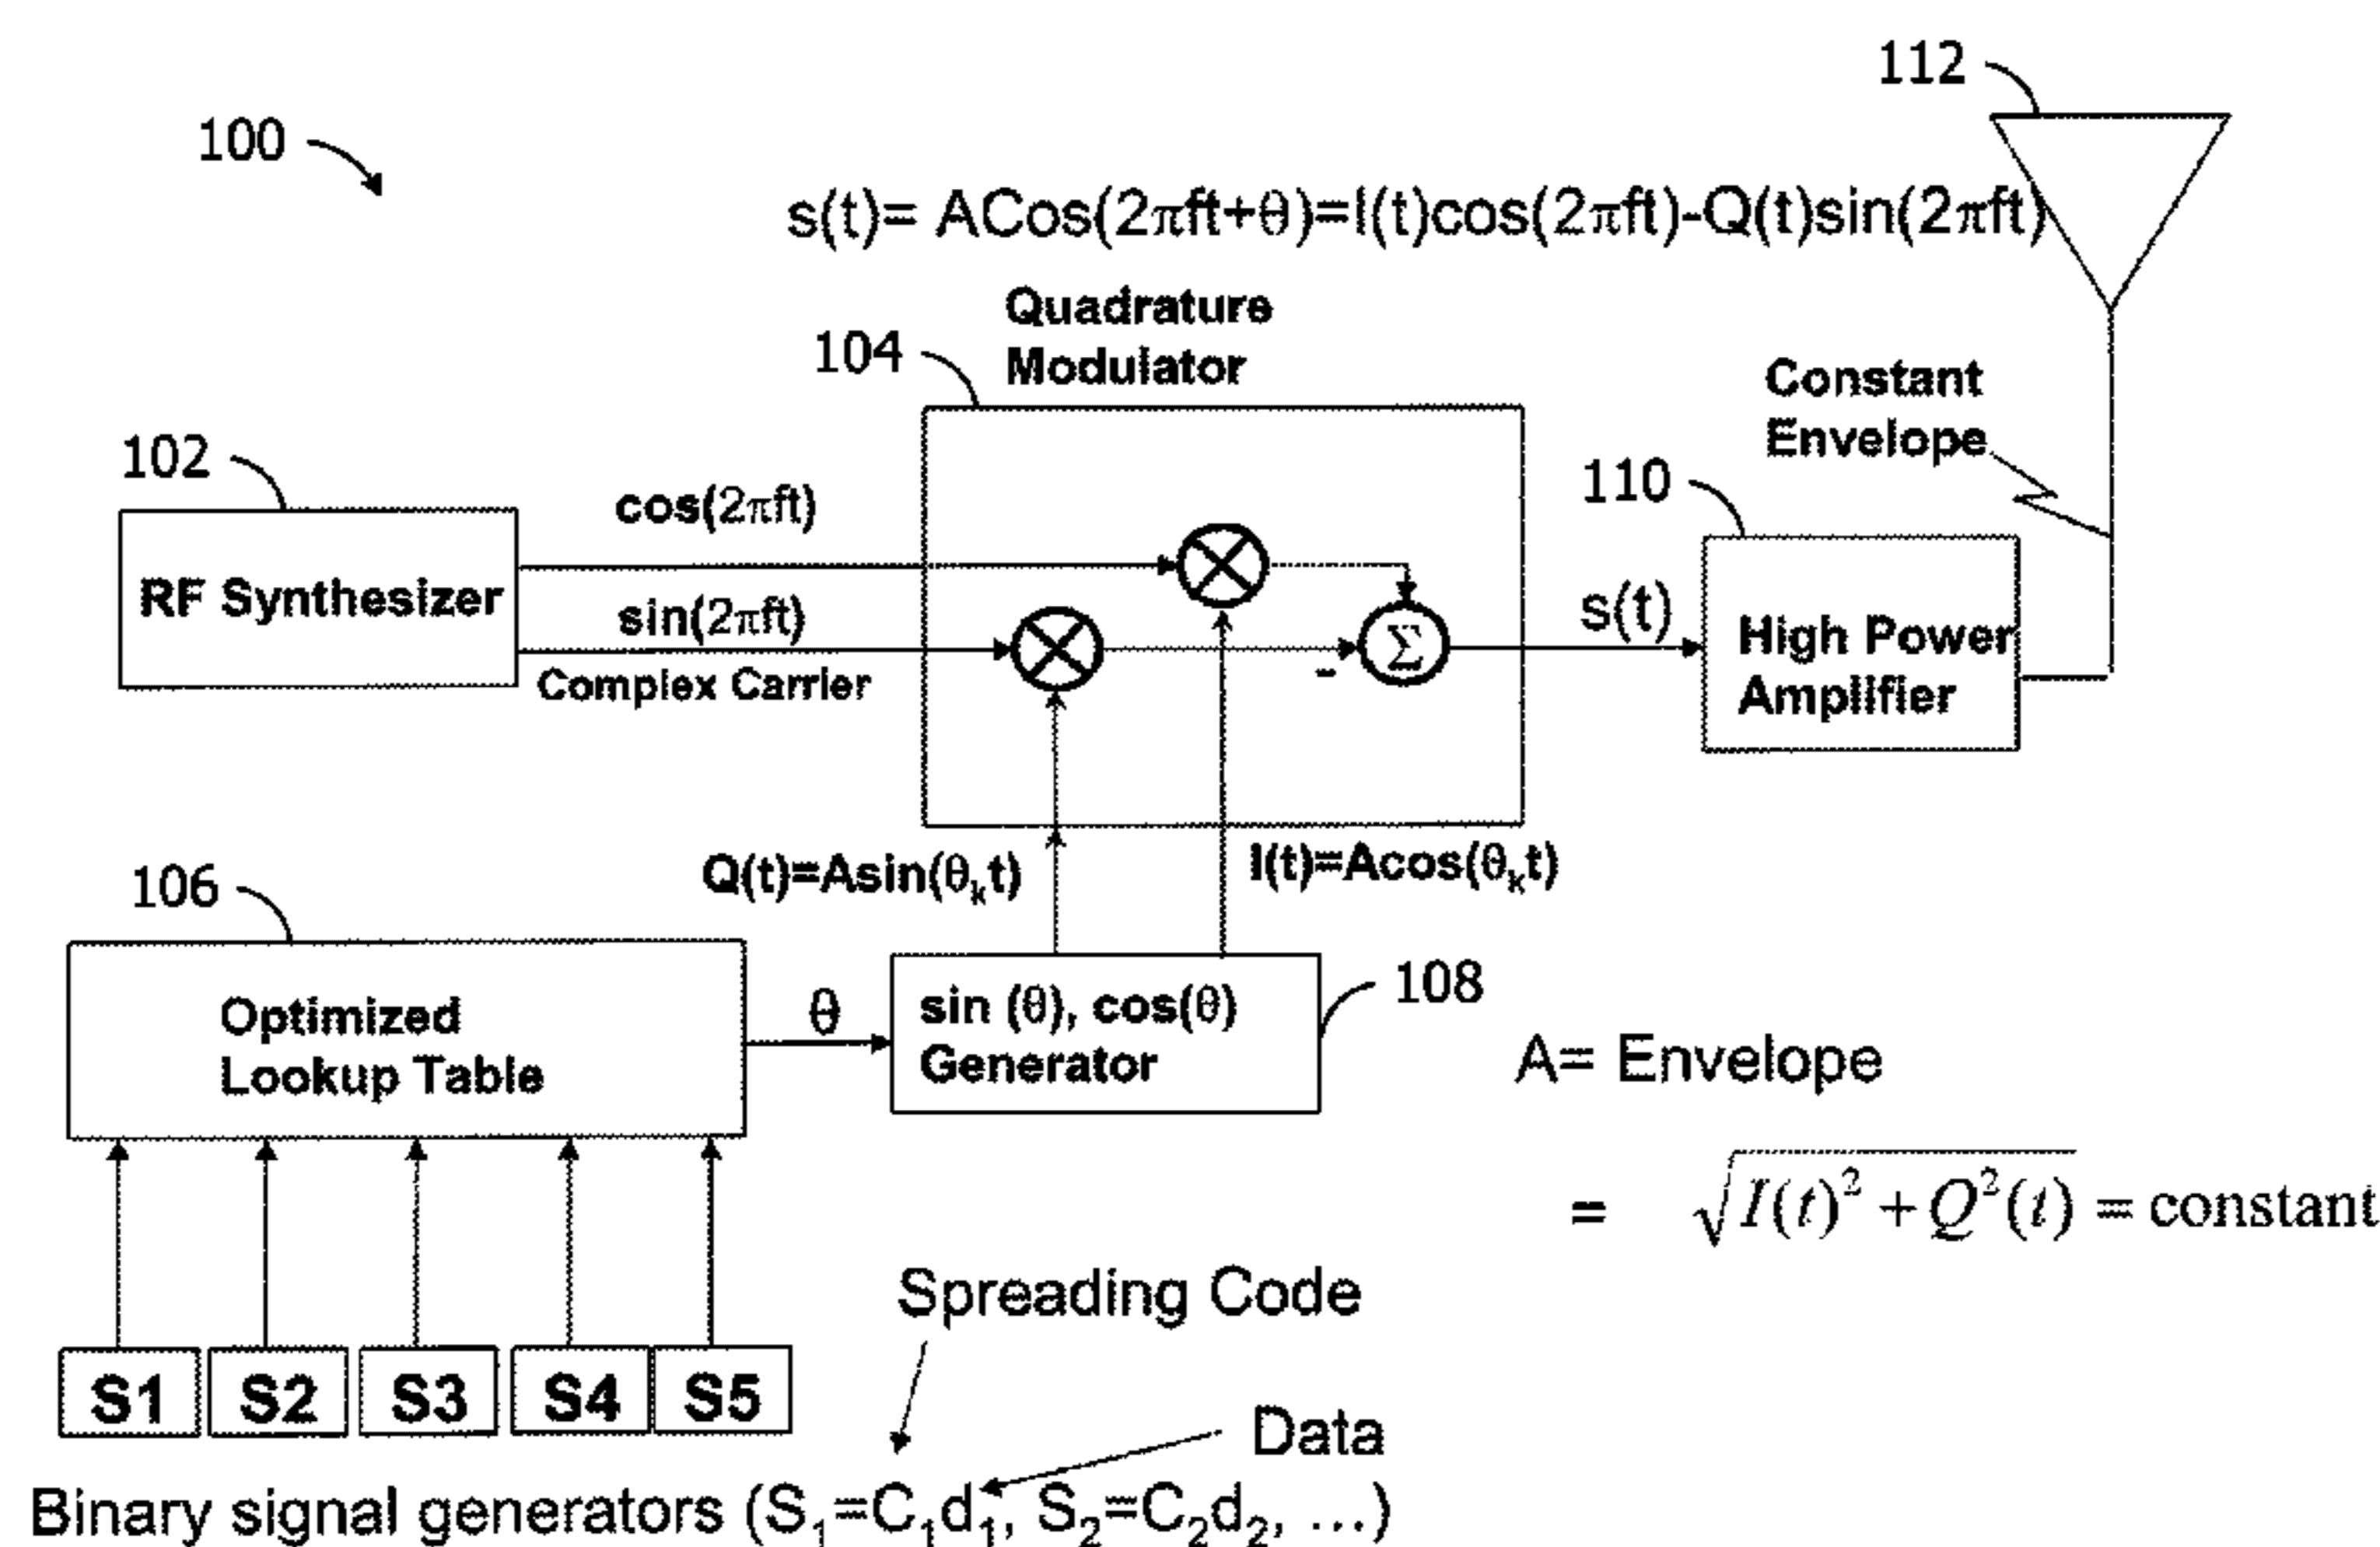 112
100
s(t)= ACos(2πft+θ)=I(t)cos(2πft)-Q(t)sin(2πft)
Quadrature
Modulator
104
Constant
Envelope
102
110
cos(2πft)
RF Synthesizer
sin(2πft)
Complex Carrier
Σ
-
s(t)
High Power
Amplifier
Q(t)=Asin(θₖt)
I(t)=Acos(θₖt)
106
Optimized
Lookup Table
θ
sin (θ), cos(θ)
Generator
108
A= Envelope
= √I(t)² + Q²(t) = constant
Spreading Code
S1 S2 S3 S4 S5
Data
Binary signal generators (S₁=C₁d₁, S₂=C₂d₂, ...)